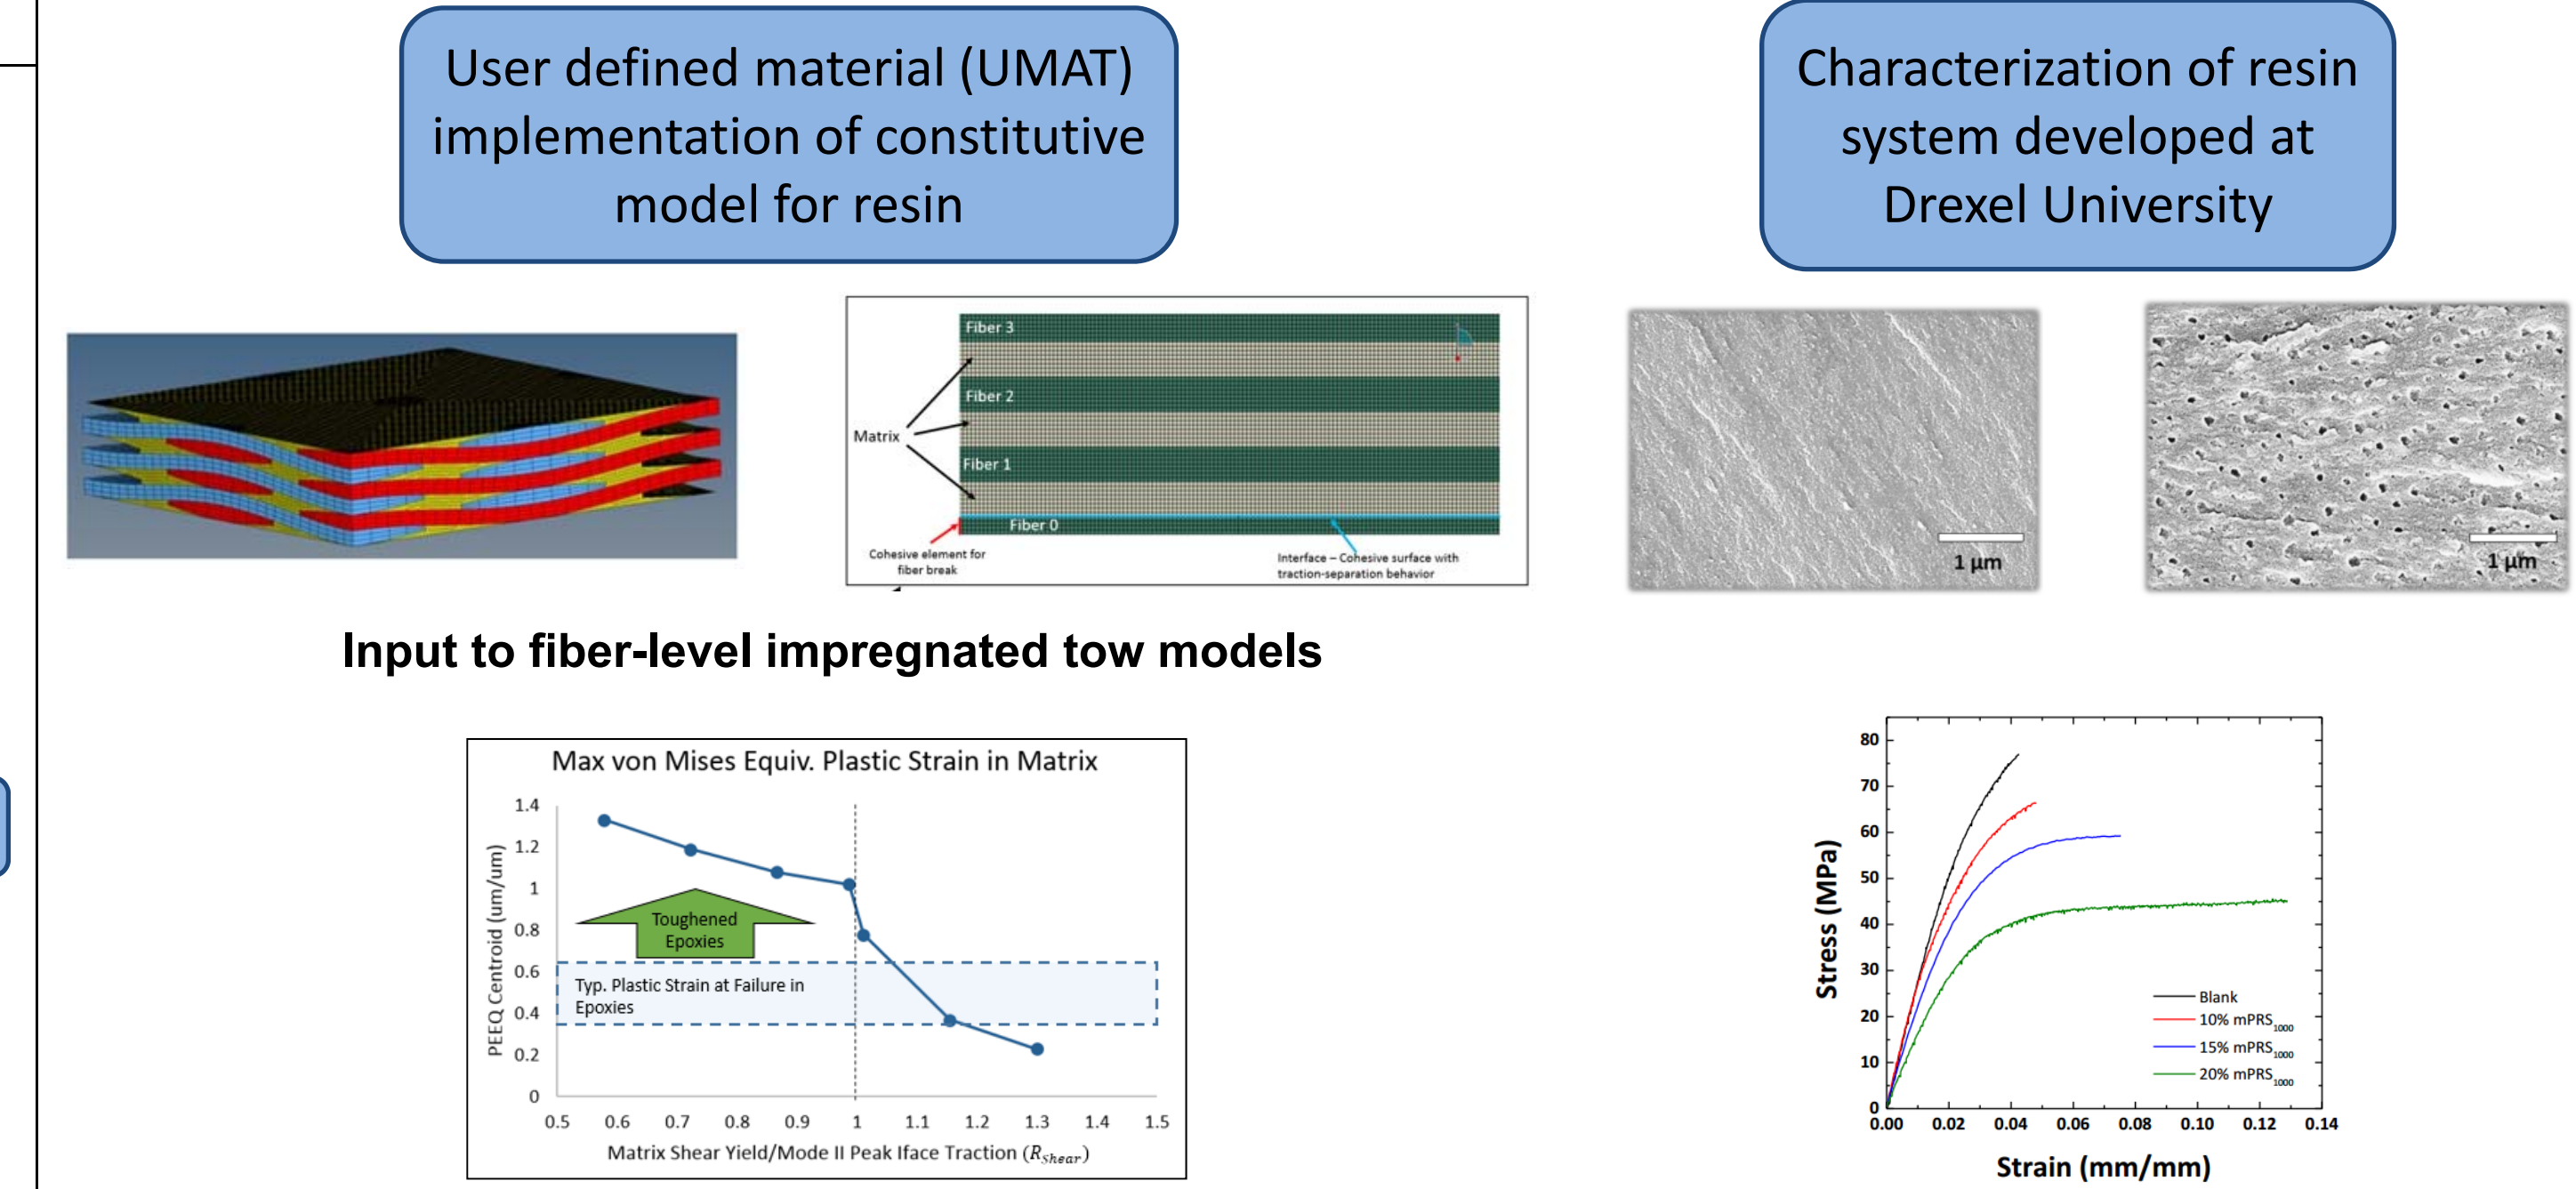 User defined material (UMAT)
implementation of constitutive
model for resin
Characterization of resin
system developed at
Drexel University
Fiber 3
Fiber 2
Matrix
Fiber 1
Fiber 0
Cohesive element for
fiber break
Interface – Cohesive surface with
traction-separation behavior
1 µm
1 µm
Input to fiber-level impregnated tow models
Max von Mises Equiv. Plastic Strain in Matrix
PEEQ Centroid (um/um)
1.4
1.2
1
0.8
0.6
0.4
0.2
0
Toughened
Epoxies
Typ. Plastic Strain at Failure in
Epoxies
0.5 0.6 0.7 0.8 0.9 1 1.1 1.2 1.3 1.4 1.5
Matrix Shear Yield/Mode II Peak Iface Traction (R_Shear)
Stress (MPa)
80
70
60
50
40
30
20
10
0
Blank
10% mPRS1000
15% mPRS1000
20% mPRS1000
0.00 0.02 0.04 0.06 0.08 0.10 0.12 0.14
Strain (mm/mm)